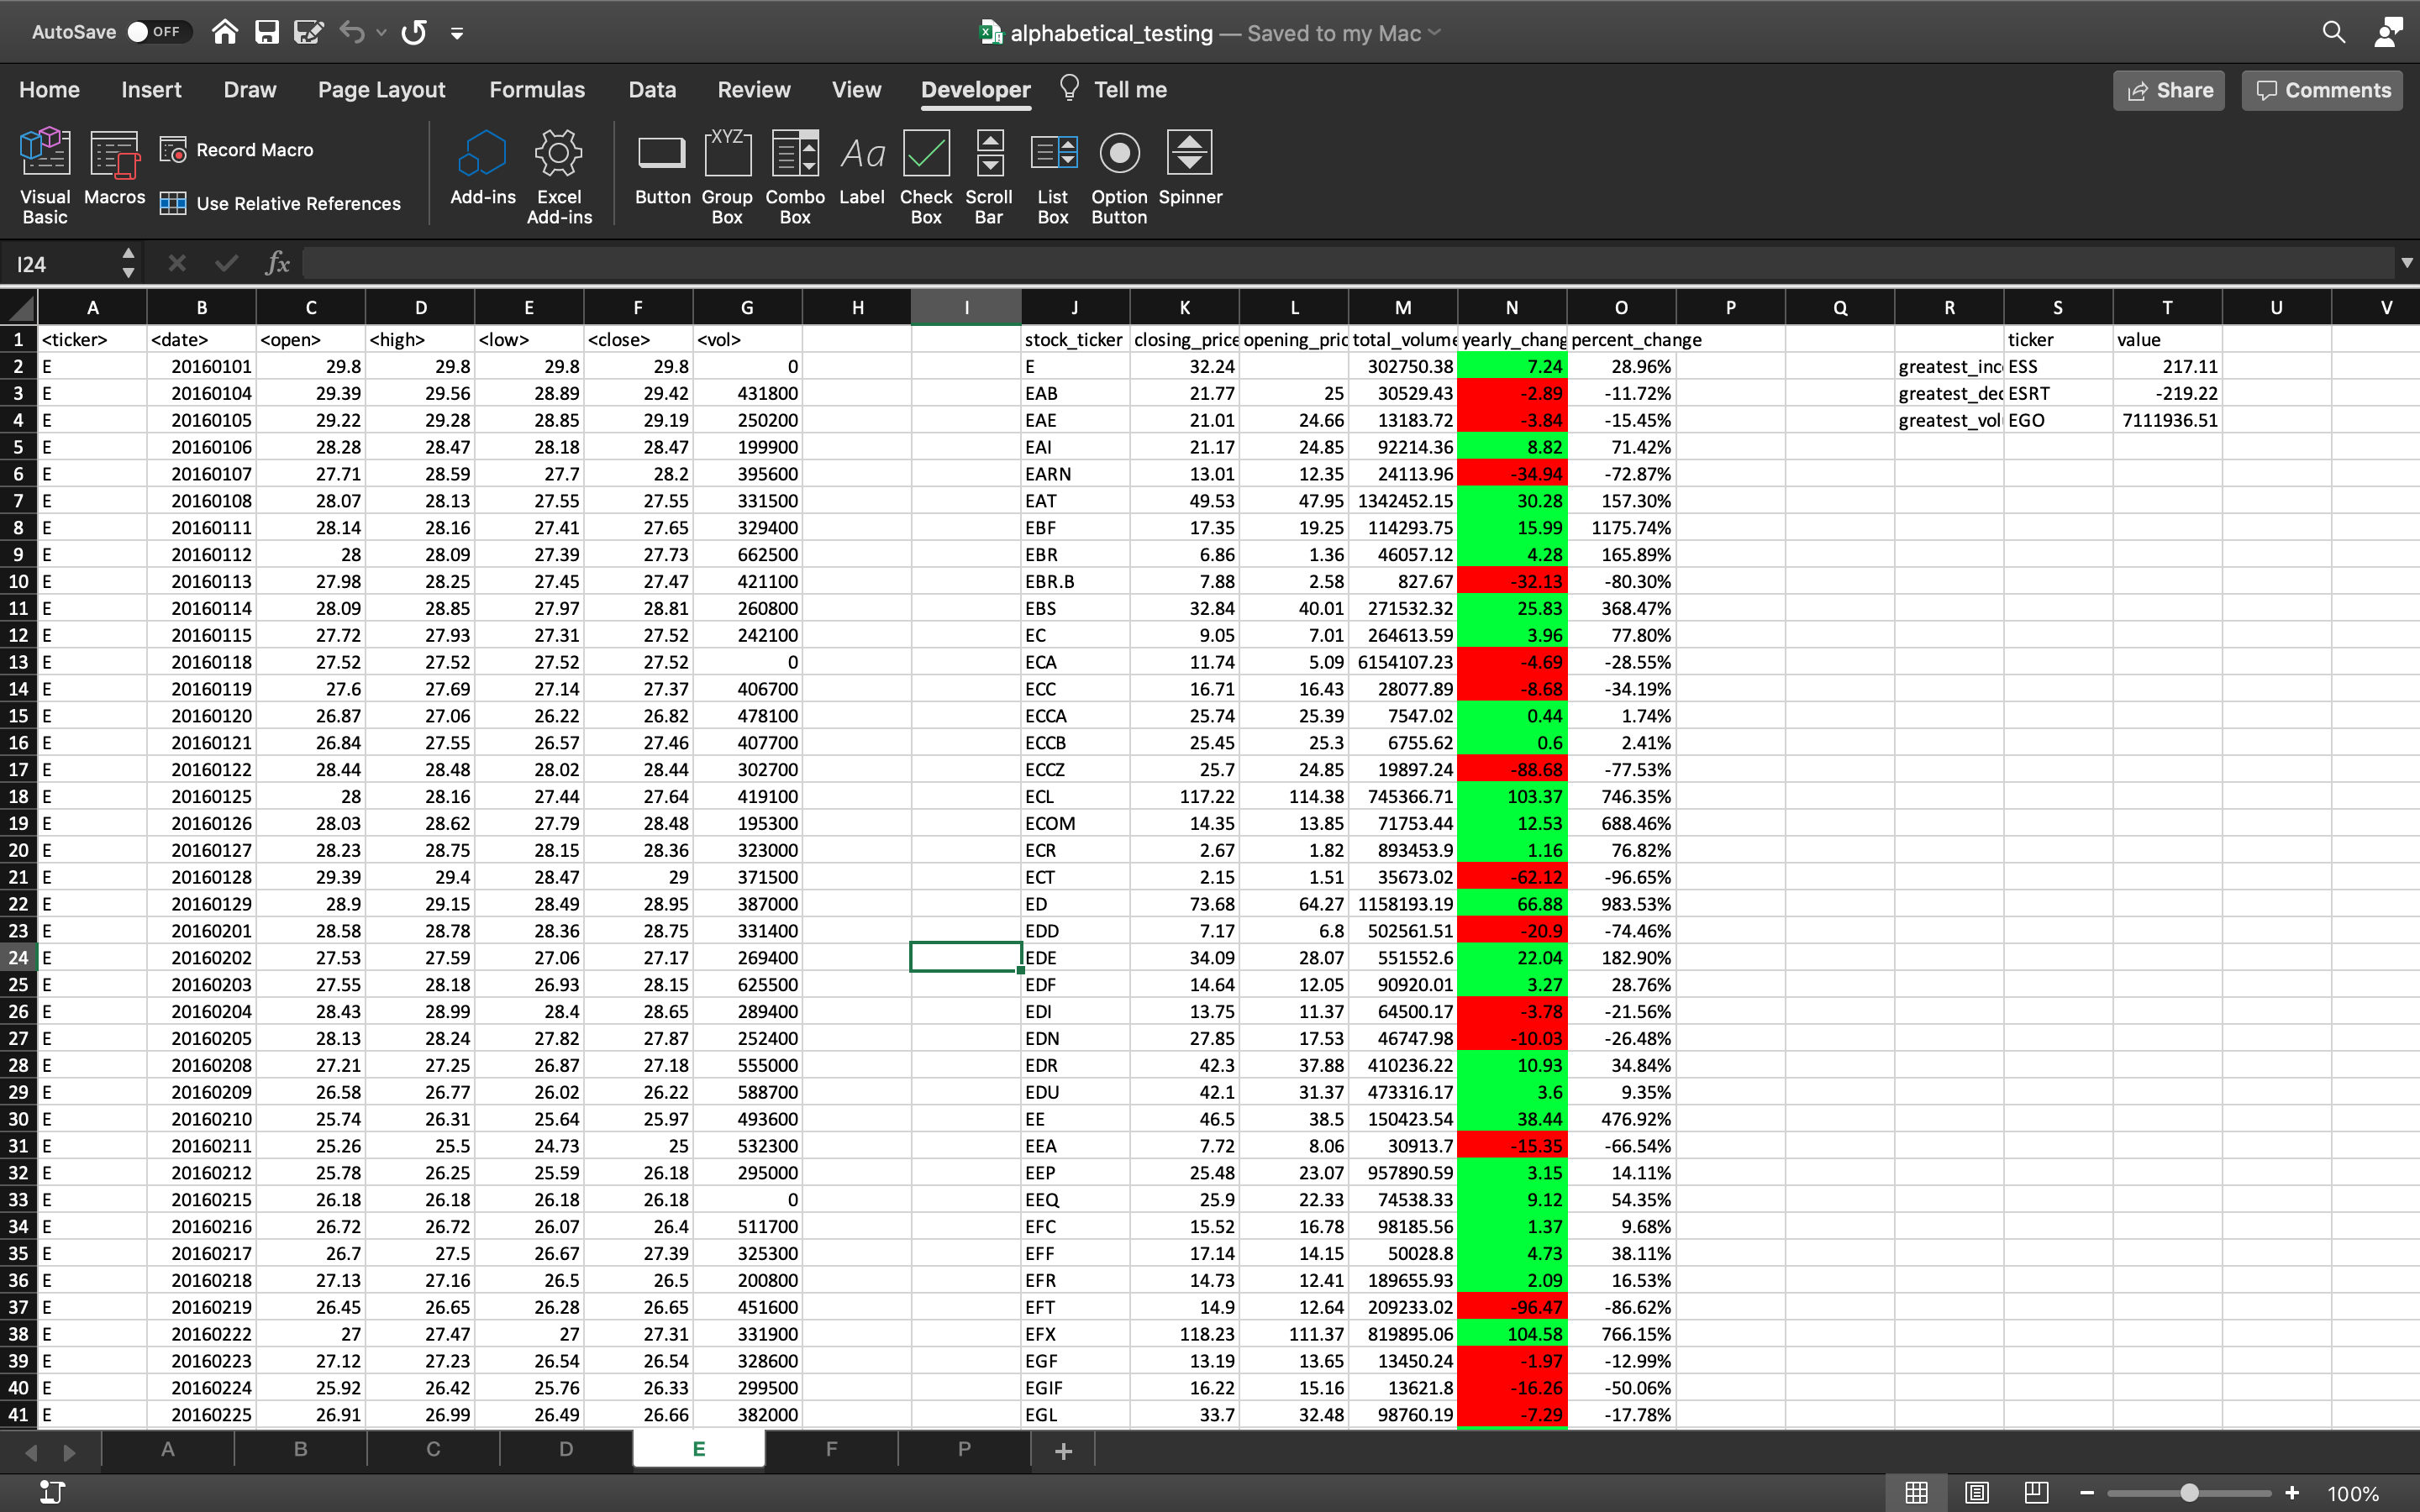 AutoSave OFF alphabetical_testing — Saved to my Mac
Home Insert Draw Page Layout Formulas Data Review View Developer Tell me Share Comments
Visual Basic Macros Record Macro Use Relative References Add-ins Excel Add-ins Button Group Box Combo Box Label Check Box Scroll Bar List Box Option Button Spinner
I24 fx
A B C D E F G H I J K L M N O P Q R S T U V
1 <ticker> <date> <open> <high> <low> <close> <vol> stock_ticker closing_price opening_pric total_volume yearly_chang percent_change ticker value
2 E 20160101 29.8 29.8 29.8 29.8 0 E 32.24 302750.38 7.24 28.96% greatest_inc ESS 217.11
3 E 20160104 29.39 29.56 28.89 29.42 431800 EAB 21.77 25 30529.43 -2.89 -11.72% greatest_dec ESRT -219.22
4 E 20160105 29.22 29.28 28.85 29.19 250200 EAE 21.01 24.66 13183.72 -3.84 -15.45% greatest_vol EGO 7111936.51
5 E 20160106 28.28 28.47 28.18 28.47 199900 EAI 21.17 24.85 92214.36 8.82 71.42%
6 E 20160107 27.71 28.59 27.7 28.2 395600 EARN 13.01 12.35 24113.96 -34.94 -72.87%
7 E 20160108 28.07 28.13 27.55 27.55 331500 EAT 49.53 47.95 1342452.15 30.28 157.30%
8 E 20160111 28.14 28.16 27.41 27.65 329400 EBF 17.35 19.25 114293.75 15.99 1175.74%
9 E 20160112 28 28.09 27.39 27.73 662500 EBR 6.86 1.36 46057.12 4.28 165.89%
10 E 20160113 27.98 28.25 27.45 27.47 421100 EBR.B 7.88 2.58 827.67 -32.13 -80.30%
11 E 20160114 28.09 28.85 27.97 28.81 260800 EBS 32.84 40.01 271532.32 25.83 368.47%
12 E 20160115 27.72 27.93 27.31 27.52 242100 EC 9.05 7.01 264613.59 3.96 77.80%
13 E 20160118 27.52 27.52 27.52 27.52 0 ECA 11.74 5.09 6154107.23 -4.69 -28.55%
14 E 20160119 27.6 27.69 27.14 27.37 406700 ECC 16.71 16.43 28077.89 -8.68 -34.19%
15 E 20160120 26.87 27.06 26.22 26.82 478100 ECCA 25.74 25.39 7547.02 0.44 1.74%
16 E 20160121 26.84 27.55 26.57 27.46 407700 ECCB 25.45 25.3 6755.62 0.6 2.41%
17 E 20160122 28.44 28.48 28.02 28.44 302700 ECCZ 25.7 24.85 19897.24 -88.68 -77.53%
18 E 20160125 28 28.16 27.44 27.64 419100 ECL 117.22 114.38 745366.71 103.37 746.35%
19 E 20160126 28.03 28.62 27.79 28.48 195300 ECOM 14.35 13.85 71753.44 12.53 688.46%
20 E 20160127 28.23 28.75 28.15 28.36 323000 ECR 2.67 1.82 893453.9 1.16 76.82%
21 E 20160128 29.39 29.4 28.47 29 371500 ECT 2.15 1.51 35673.02 -62.12 -96.65%
22 E 20160129 28.9 29.15 28.49 28.95 387000 ED 73.68 64.27 1158193.19 66.88 983.53%
23 E 20160201 28.58 28.78 28.36 28.75 331400 EDD 7.17 6.8 502561.51 -20.9 -74.46%
24 E 20160202 27.53 27.59 27.06 27.17 269400 EDE 34.09 28.07 551552.6 22.04 182.90%
25 E 20160203 27.55 28.18 26.93 28.15 625500 EDF 14.64 12.05 90920.01 3.27 28.76%
26 E 20160204 28.43 28.99 28.4 28.65 289400 EDI 13.75 11.37 64500.17 -3.78 -21.56%
27 E 20160205 28.13 28.24 27.82 27.87 252400 EDN 27.85 17.53 46747.98 -10.03 -26.48%
28 E 20160208 27.21 27.25 26.87 27.18 555000 EDR 42.3 37.88 410236.22 10.93 34.84%
29 E 20160209 26.58 26.77 26.02 26.22 588700 EDU 42.1 31.37 473316.17 3.6 9.35%
30 E 20160210 25.74 26.31 25.64 25.97 493600 EE 46.5 38.5 150423.54 38.44 476.92%
31 E 20160211 25.26 25.5 24.73 25 532300 EEA 7.72 8.06 30913.7 -15.35 -66.54%
32 E 20160212 25.78 26.25 25.59 26.18 295000 EEP 25.48 23.07 957890.59 3.15 14.11%
33 E 20160215 26.18 26.18 26.18 26.18 0 EEQ 25.9 22.33 74538.33 9.12 54.35%
34 E 20160216 26.72 26.72 26.07 26.4 511700 EFC 15.52 16.78 98185.56 1.37 9.68%
35 E 20160217 26.7 27.5 26.67 27.39 325300 EFF 17.14 14.15 50028.8 4.73 38.11%
36 E 20160218 27.13 27.16 26.5 26.5 200800 EFR 14.73 12.41 189655.93 2.09 16.53%
37 E 20160219 26.45 26.65 26.28 26.65 451600 EFT 14.9 12.64 209233.02 -96.47 -86.62%
38 E 20160222 27 27.47 27 27.31 331900 EFX 118.23 111.37 819895.06 104.58 766.15%
39 E 20160223 27.12 27.23 26.54 26.54 328600 EGF 13.19 13.65 13450.24 -1.97 -12.99%
40 E 20160224 25.92 26.42 25.76 26.33 299500 EGIF 16.22 15.16 13621.8 -16.26 -50.06%
41 E 20160225 26.91 26.99 26.49 26.66 382000 EGL 33.7 32.48 98760.19 -7.29 -17.78%
A B C D E F P +
100%